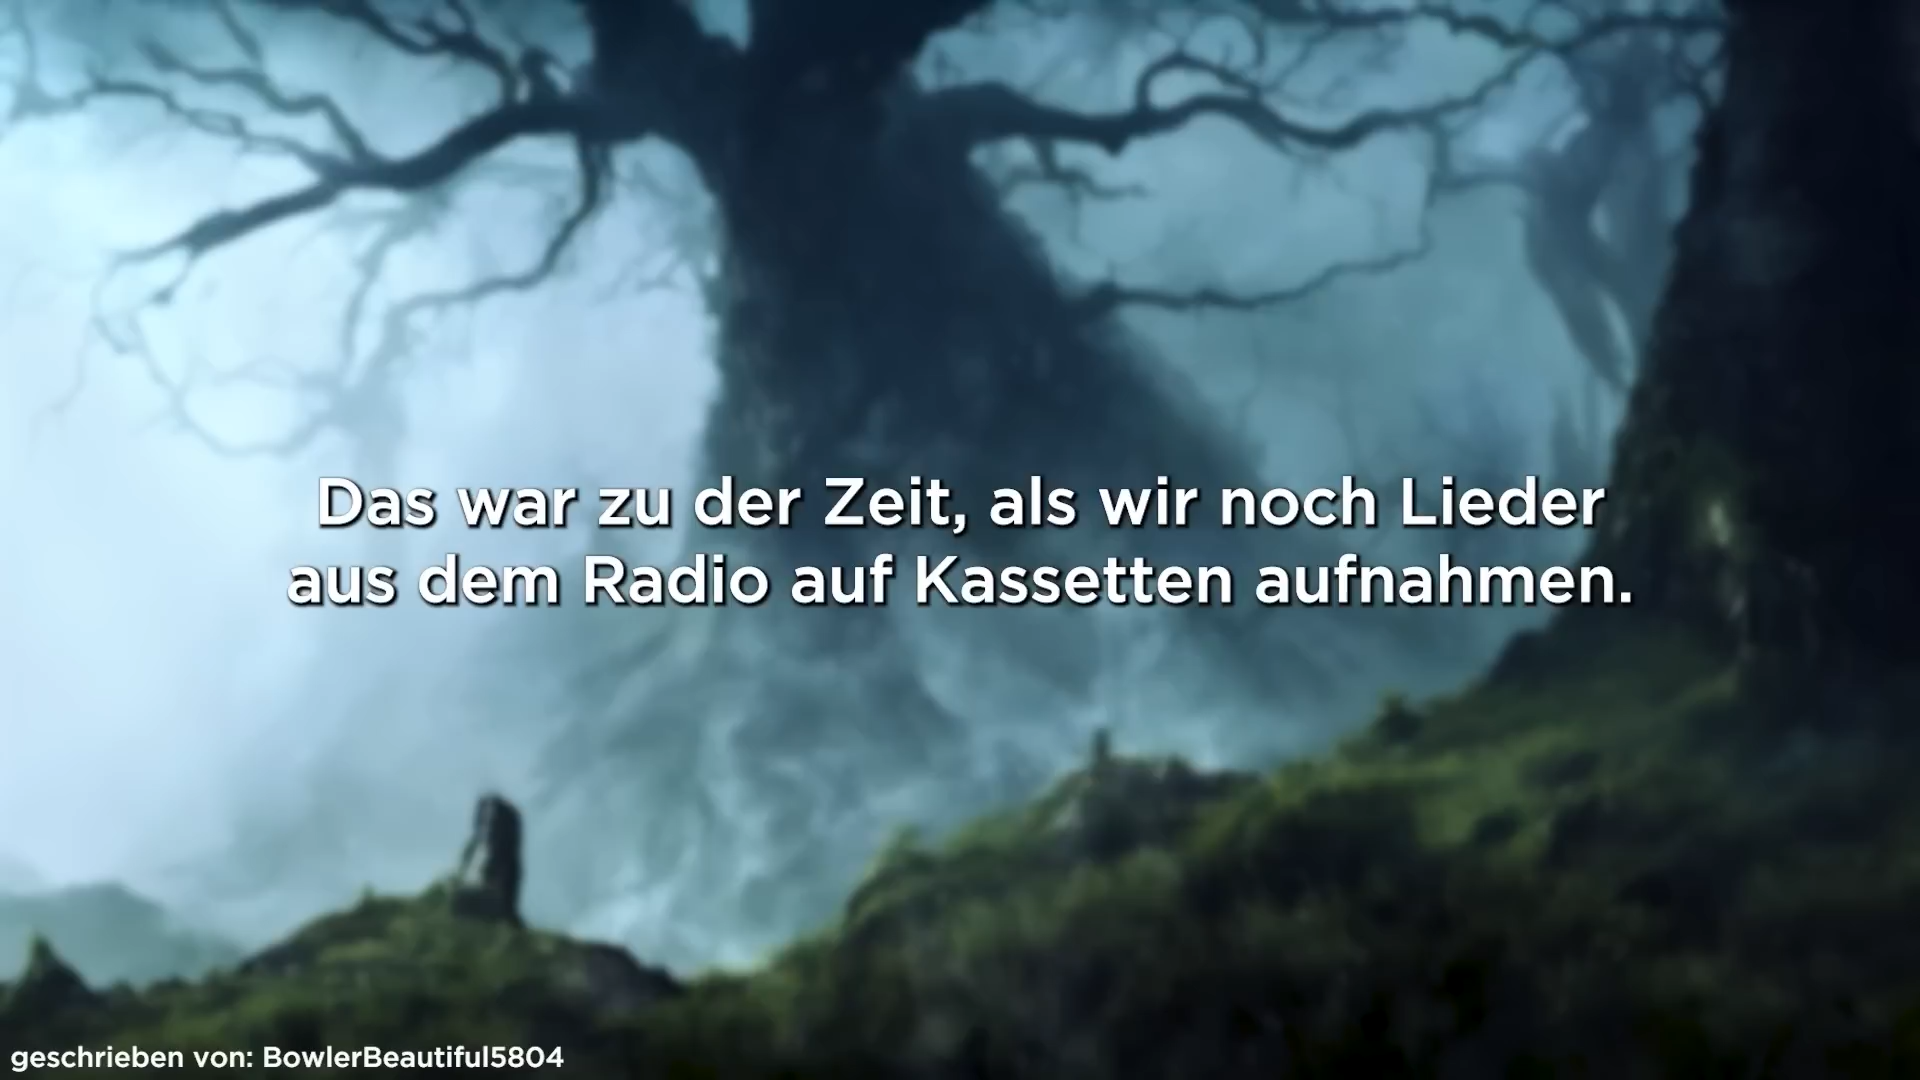 Das war zu der Zeit, als wir noch Lieder
aus dem Radio auf Kassetten aufnahmen.
geschrieben von: BowlerBeautiful5804